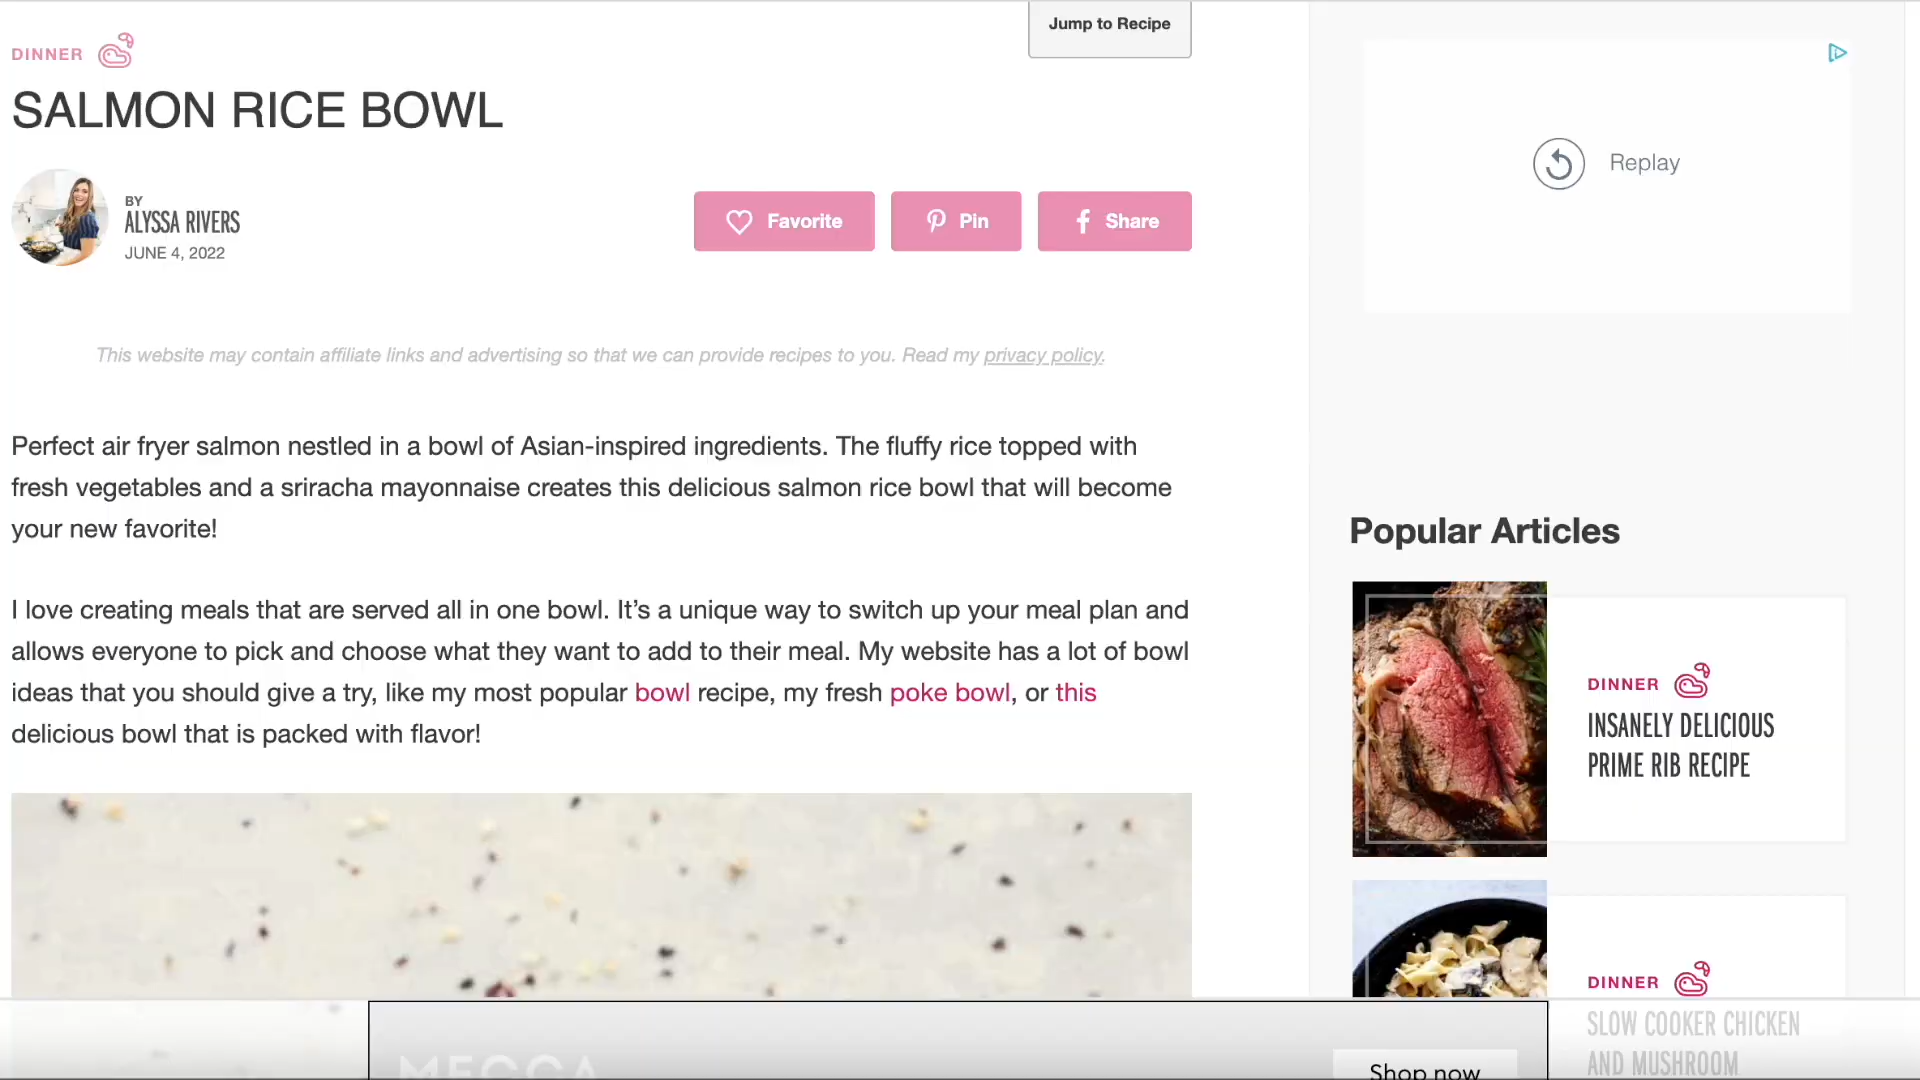 Jump to Recipe
DINNER
SALMON RICE BOWL
BY
ALYSSA RIVERS
JUNE 4, 2022
Favorite
Pin
Share
This website may contain affiliate links and advertising so that we can provide recipes to you. Read my privacy policy.
Perfect air fryer salmon nestled in a bowl of Asian-inspired ingredients. The fluffy rice topped with
fresh vegetables and a sriracha mayonnaise creates this delicious salmon rice bowl that will become
your new favorite!
I love creating meals that are served all in one bowl. It’s a unique way to switch up your meal plan and
allows everyone to pick and choose what they want to add to their meal. My website has a lot of bowl
ideas that you should give a try, like my most popular bowl recipe, my fresh poke bowl, or this
delicious bowl that is packed with flavor!
Replay
Popular Articles
DINNER
INSANELY DELICIOUS
PRIME RIB RECIPE
DINNER
SLOW COOKER CHICKEN
AND MUSHROOM
MECCA
Shop now